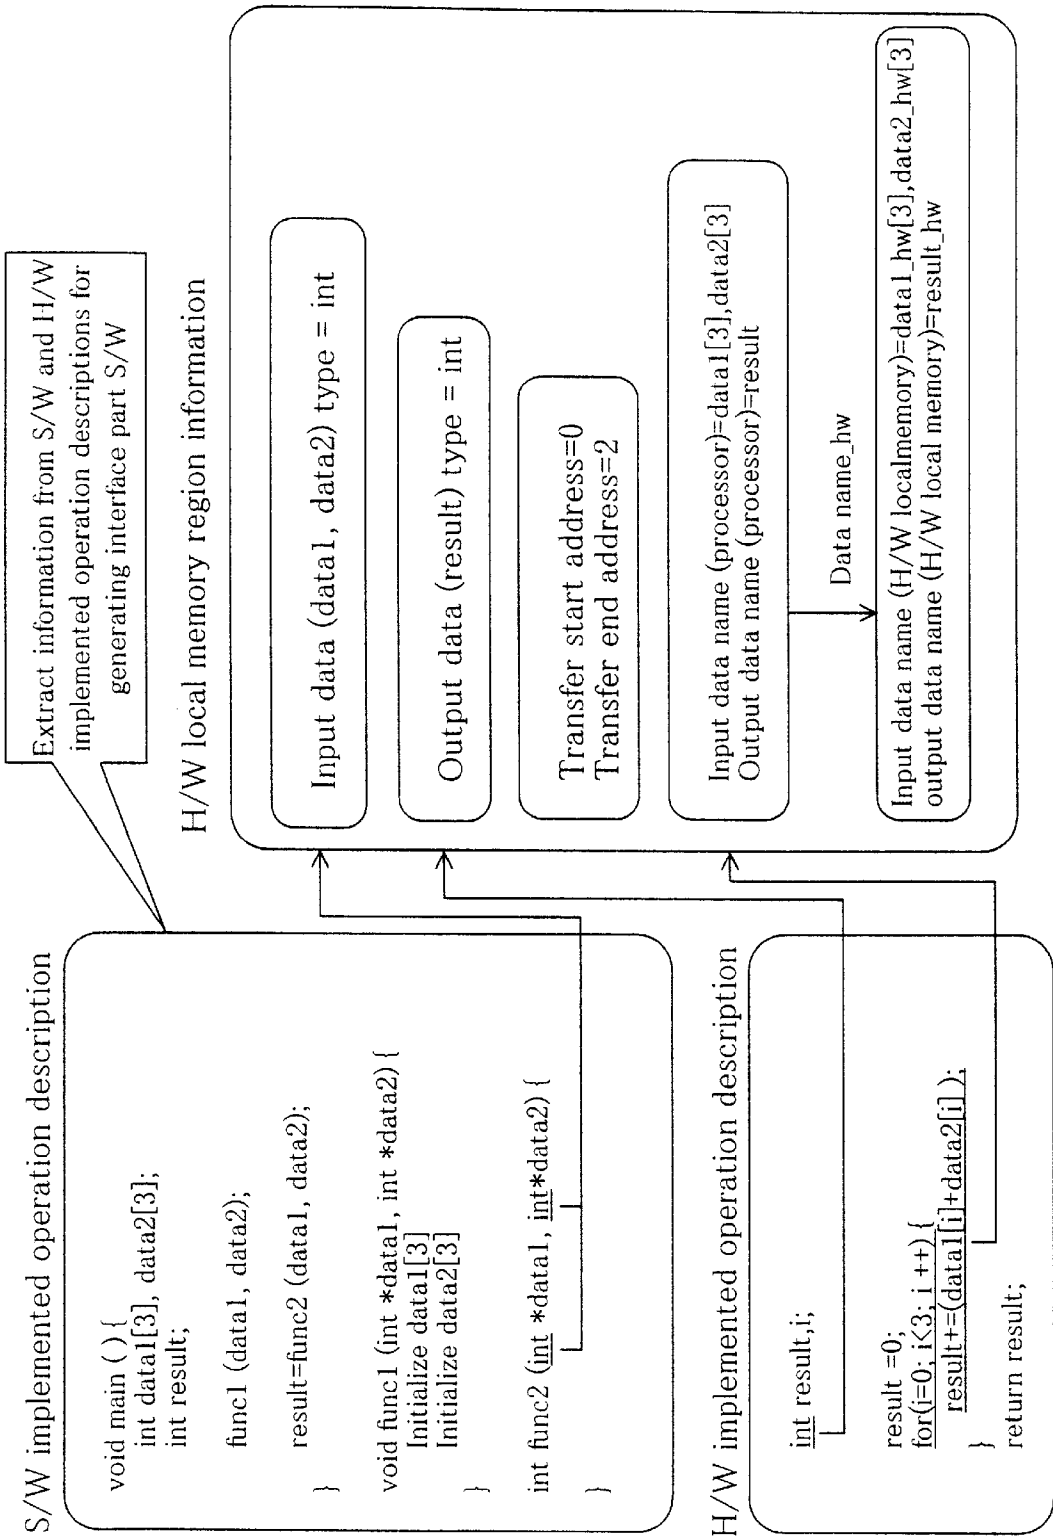 Extract information from S/W and H/W
implemented operation descriptions for
generating interface part S/W
S/W implemented operation description
void main ( ) {
int data1[3], data2[3];
int result;
func1 (data1, data2);
result=func2 (data1, data2);
}
void func1 (int *data1, int *data2) {
Initialize data1[3]
Initialize data2[3]
}
int func2 (int *data1, int*data2) {
}
H/W implemented operation description
int result,i;
result =0;
for(i=0; i<3; i ++) {
result+=(data1[i]+data2[i] );
}
return result;
H/W local memory region information
Input data (data1, data2) type = int
Output data (result) type = int
Transfer start address=0
Transfer end address=2
Input data name (processor)=data1[3],data2[3]
Output data name (processor)=result
Data name_hw
Input data name (H/W localmemory)=data1_hw[3],data2_hw[3]
output data name (H/W local memory)=result_hw